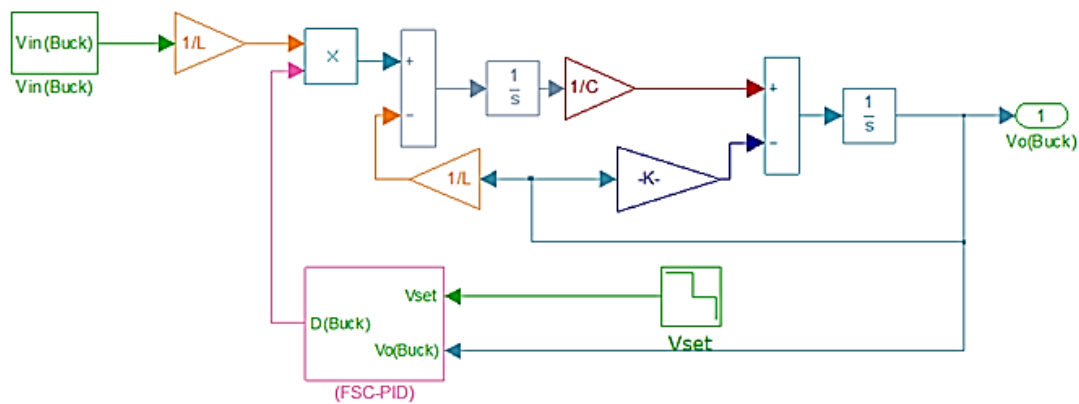 Vin(Buck)
Vin(Buck)
1/L
X
+
−
1
s
1/C
+
−
1
s
1
Vo(Buck)
1/L
-K-
Vset
D(Buck)
Vo(Buck)
(FSC-PID)
Vset